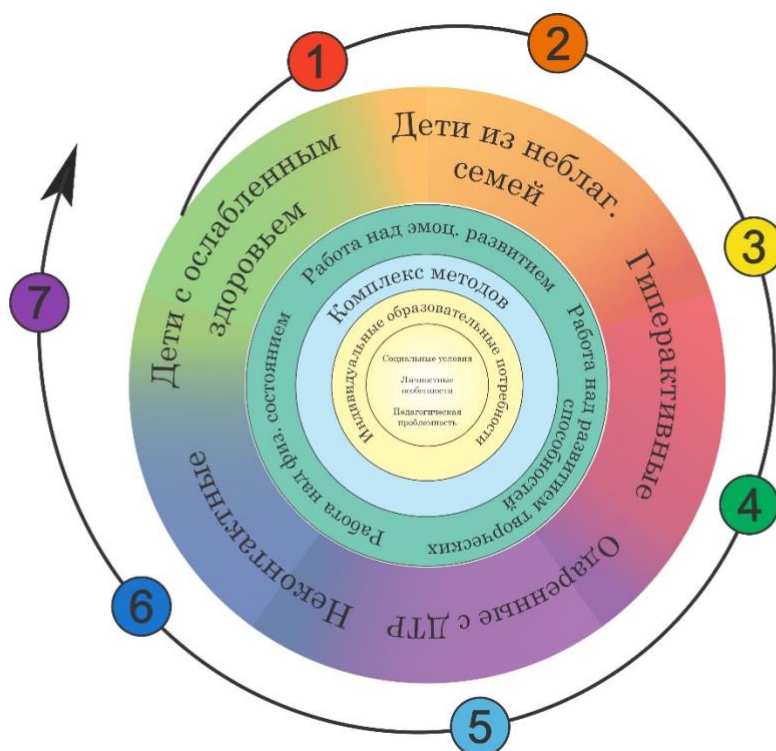 1
2
3
4
5
6
7
Дети с ослабленным
здоровьем
Дети из неблаг.
семей
Гиперактивные
Одаренные с ДТР
Неконтактные
Работа над эмоц. развитием
Работа над развитием творческих
способностей
Работа над физ. состоянием
Комплекс методов
Индивидуальные образовательные потребности
Социальные условия
Личностные
особенности
Педагогическая
проблемность